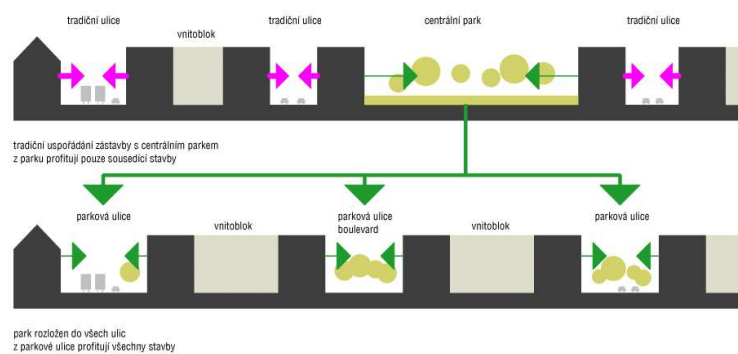 tradiční ulice
tradiční ulice
centrální park
tradiční ulice
vnitoblok
tradiční uspořádání zástavby s centrálním parkem
z parku profitují pouze sousedící stavby
parková ulice
vnitoblok
parková ulice
boulevard
vnitoblok
parková ulice
park rozložen do všech ulic
z parkové ulice profitují všechny stavby